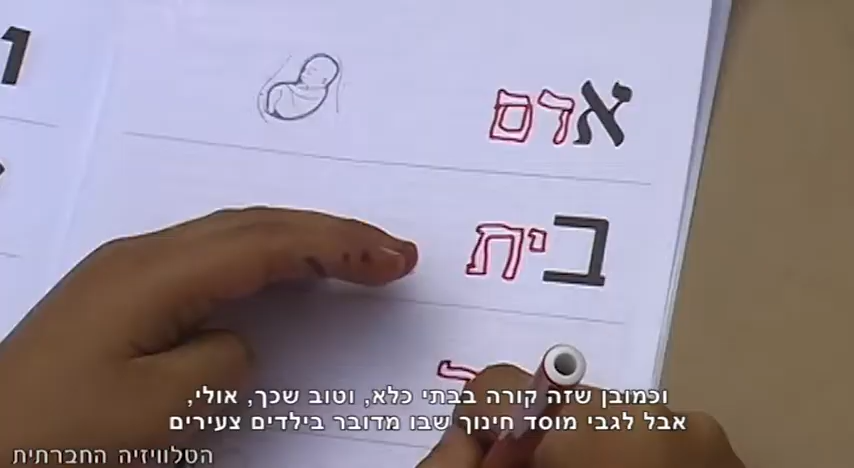 אדם
בית
וכמובן שזה קורה בבתי כלא, וטוב שכך, אולי,
אבל לגבי מוסד חינוך שבו מדובר בילדים צעירים
הטלוויזיה החברתית